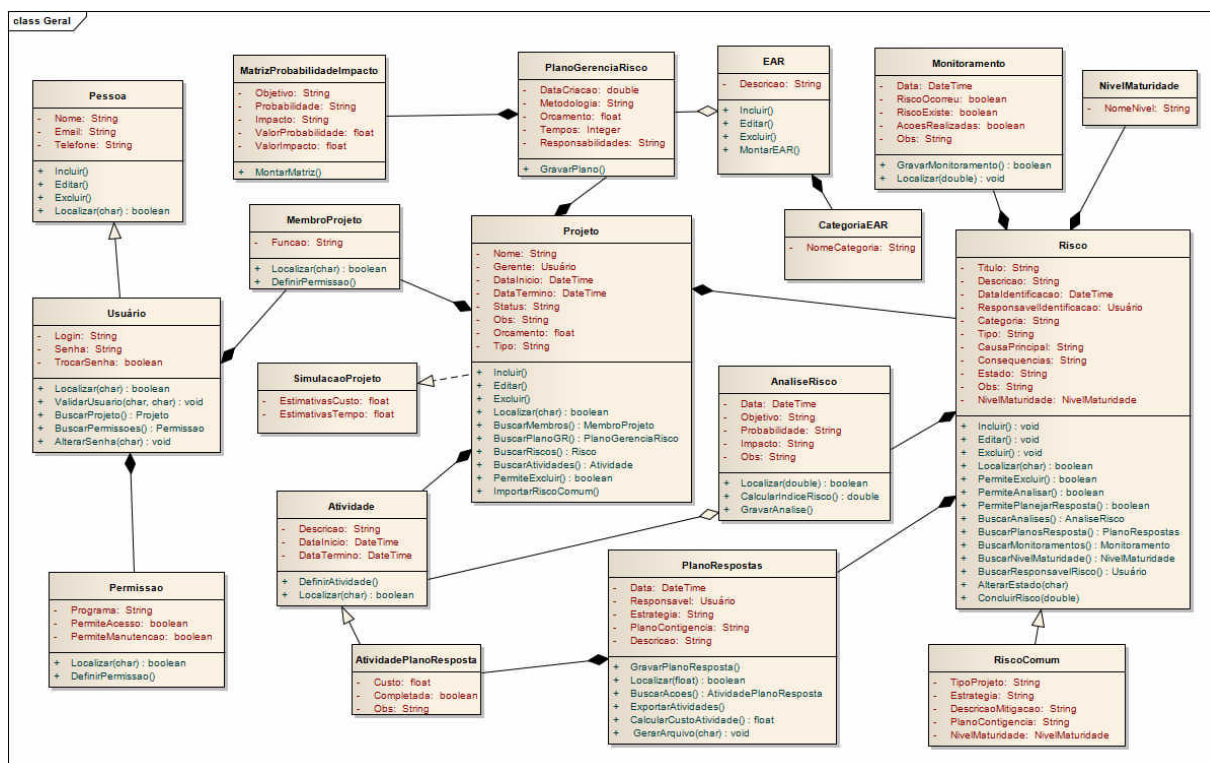 class Geral
Pessoa
- Nome: String
- Email: String
- Telefone: String
+ Incluir()
+ Editar()
+ Excluir()
+ Localizar(char) : boolean
MatrizProbabilidadeImpacto
- Objetivo: String
- Probabilidade: String
- Impacto: String
- ValorProbabilidade: float
- ValorImpacto: float
+ MontarMatriz()
PlanoGerenciaRisco
- DataCriacao: double
- Metodologia: String
- Orcamento: float
- Tempos: Integer
- Responsabilidades: String
+ GravarPlano()
EAR
- Descricao: String
+ Incluir()
+ Editar()
+ Excluir()
+ MontarEAR()
Monitoramento
- Data: DateTime
- RiscoOcorreu: boolean
- RiscoExiste: boolean
- AcoesRealizadas: boolean
- Obs: String
+ GravarMonitoramento() : boolean
+ Localizar(double) : void
NivelMaturidade
- NomeNivel: String
MembroProjeto
- Funcao: String
+ Localizar(char) : boolean
+ DefinirPermissao()
Projeto
- Nome: String
- Gerente: Usuário
- DataInicio: DateTime
- DataTermino: DateTime
- Status: String
- Obs: String
- Orcamento: float
- Tipo: String
+ Incluir()
+ Editar()
+ Excluir()
+ Localizar(char) : boolean
+ BuscarMembros() : MembroProjeto
+ BuscarPlanoGR() : PlanoGerenciaRisco
+ BuscarRiscos() : Risco
+ BuscarAtividades() : Atividade
+ PermiteExcluir() : boolean
+ ImportarRiscoComum()
CategoriaEAR
- NomeCategoria: String
Risco
- Titulo: String
- Descricao: String
- DataIdentificacao: DateTime
- ResponsavelIdentificacao: Usuário
- Categoria: String
- Tipo: String
- CausaPrincipal: String
- Consequencias: String
- Estado: String
- Obs: String
- NivelMaturidade: NivelMaturidade
+ Incluir() : void
+ Editar() : void
+ Excluir() : void
+ Localizar(char) : boolean
+ PermiteExcluir() : boolean
+ PermiteAnalisar() : boolean
+ PermitePlanejarResposta() : boolean
+ BuscarAnalises() : AnaliseRisco
+ BuscarPlanosResposta() : PlanoRespostas
+ BuscarMonitoramentos() : Monitoramento
+ BuscarNivelMaturidade() : NivelMaturidade
+ BuscarResponsavelRisco() : Usuário
+ AlterarEstado(char)
+ ConcluirRisco(double)
Usuário
- Login: String
- Senha: String
- TrocarSenha: boolean
+ Localizar(char) : boolean
+ ValidarUsuario(char, char) : void
+ BuscarProjeto() : Projeto
+ BuscarPermissoes() : Permissao
+ AlterarSenha(char) : void
SimulacaoProjeto
- EstimativasCusto: float
- EstimativasTempo: float
AnaliseRisco
- Data: DateTime
- Objetivo: String
- Probabilidade: String
- Impacto: String
- Obs: String
+ Localizar(double) : boolean
+ CalcularIndiceRisco() : double
+ GravarAnalise()
Atividade
- Descricao: String
- DataInicio: DateTime
- DataTermino: DateTime
+ DefinirAtividade()
+ Localizar(char) : boolean
Permissao
- Programa: String
- PermiteAcesso: boolean
- PermiteManutencao: boolean
+ Localizar(char) : boolean
+ DefinirPermissao()
PlanoRespostas
- Data: DateTime
- Responsavel: Usuário
- Estrategia: String
- PlanoContigencia: String
- Descricao: String
+ GravarPlanoResposta()
+ Localizar(float) : boolean
+ BuscarAcoes() : AtividadePlanoResposta
+ ExportarAtividades()
+ CalcularCustoAtividade() : float
+ GerarArquivo(char) : void
AtividadePlanoResposta
- Custo: float
- Completada: boolean
- Obs: String
RiscoComum
- TipoProjeto: String
- Estrategia: String
- DescricaoMitigacao: String
- PlanoContigencia: String
- NivelMaturidade: NivelMaturidade